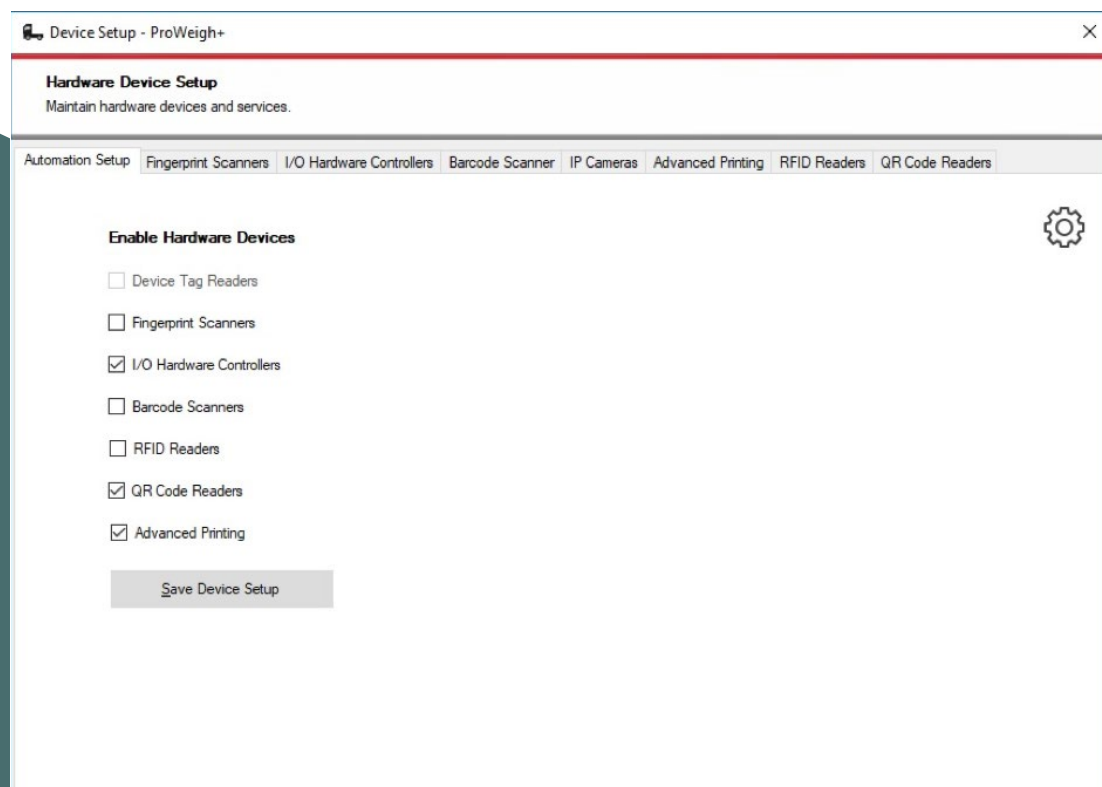 Device Setup - ProWeigh+
Hardware Device Setup
Maintain hardware devices and services.
Automation Setup Fingerprint Scanners I/O Hardware Controllers Barcode Scanner IP Cameras Advanced Printing RFID Readers QR Code Readers
Enable Hardware Devices
Device Tag Readers
Fingerprint Scanners
I/O Hardware Controllers
Barcode Scanners
RFID Readers
QR Code Readers
Advanced Printing
Save Device Setup